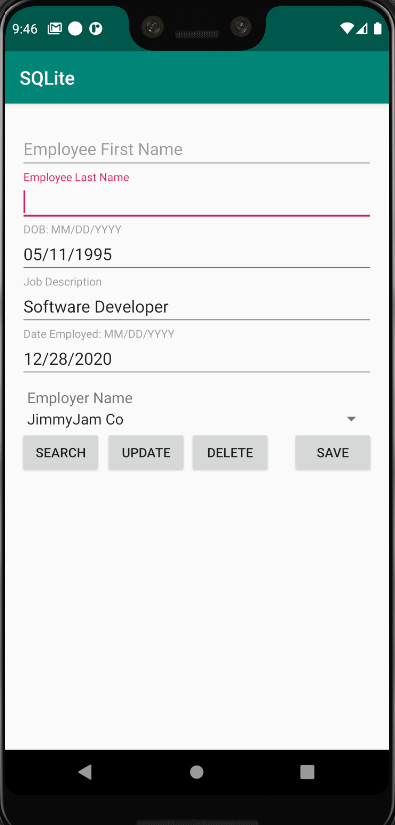 9:46
SQLite
Employee First Name
Employee Last Name
DOB: MM/DD/YYYY
05/11/1995
Job Description
Software Developer
Date Employed: MM/DD/YYYY
12/28/2020
Employer Name
JimmyJam Co
SEARCH UPDATE DELETE SAVE